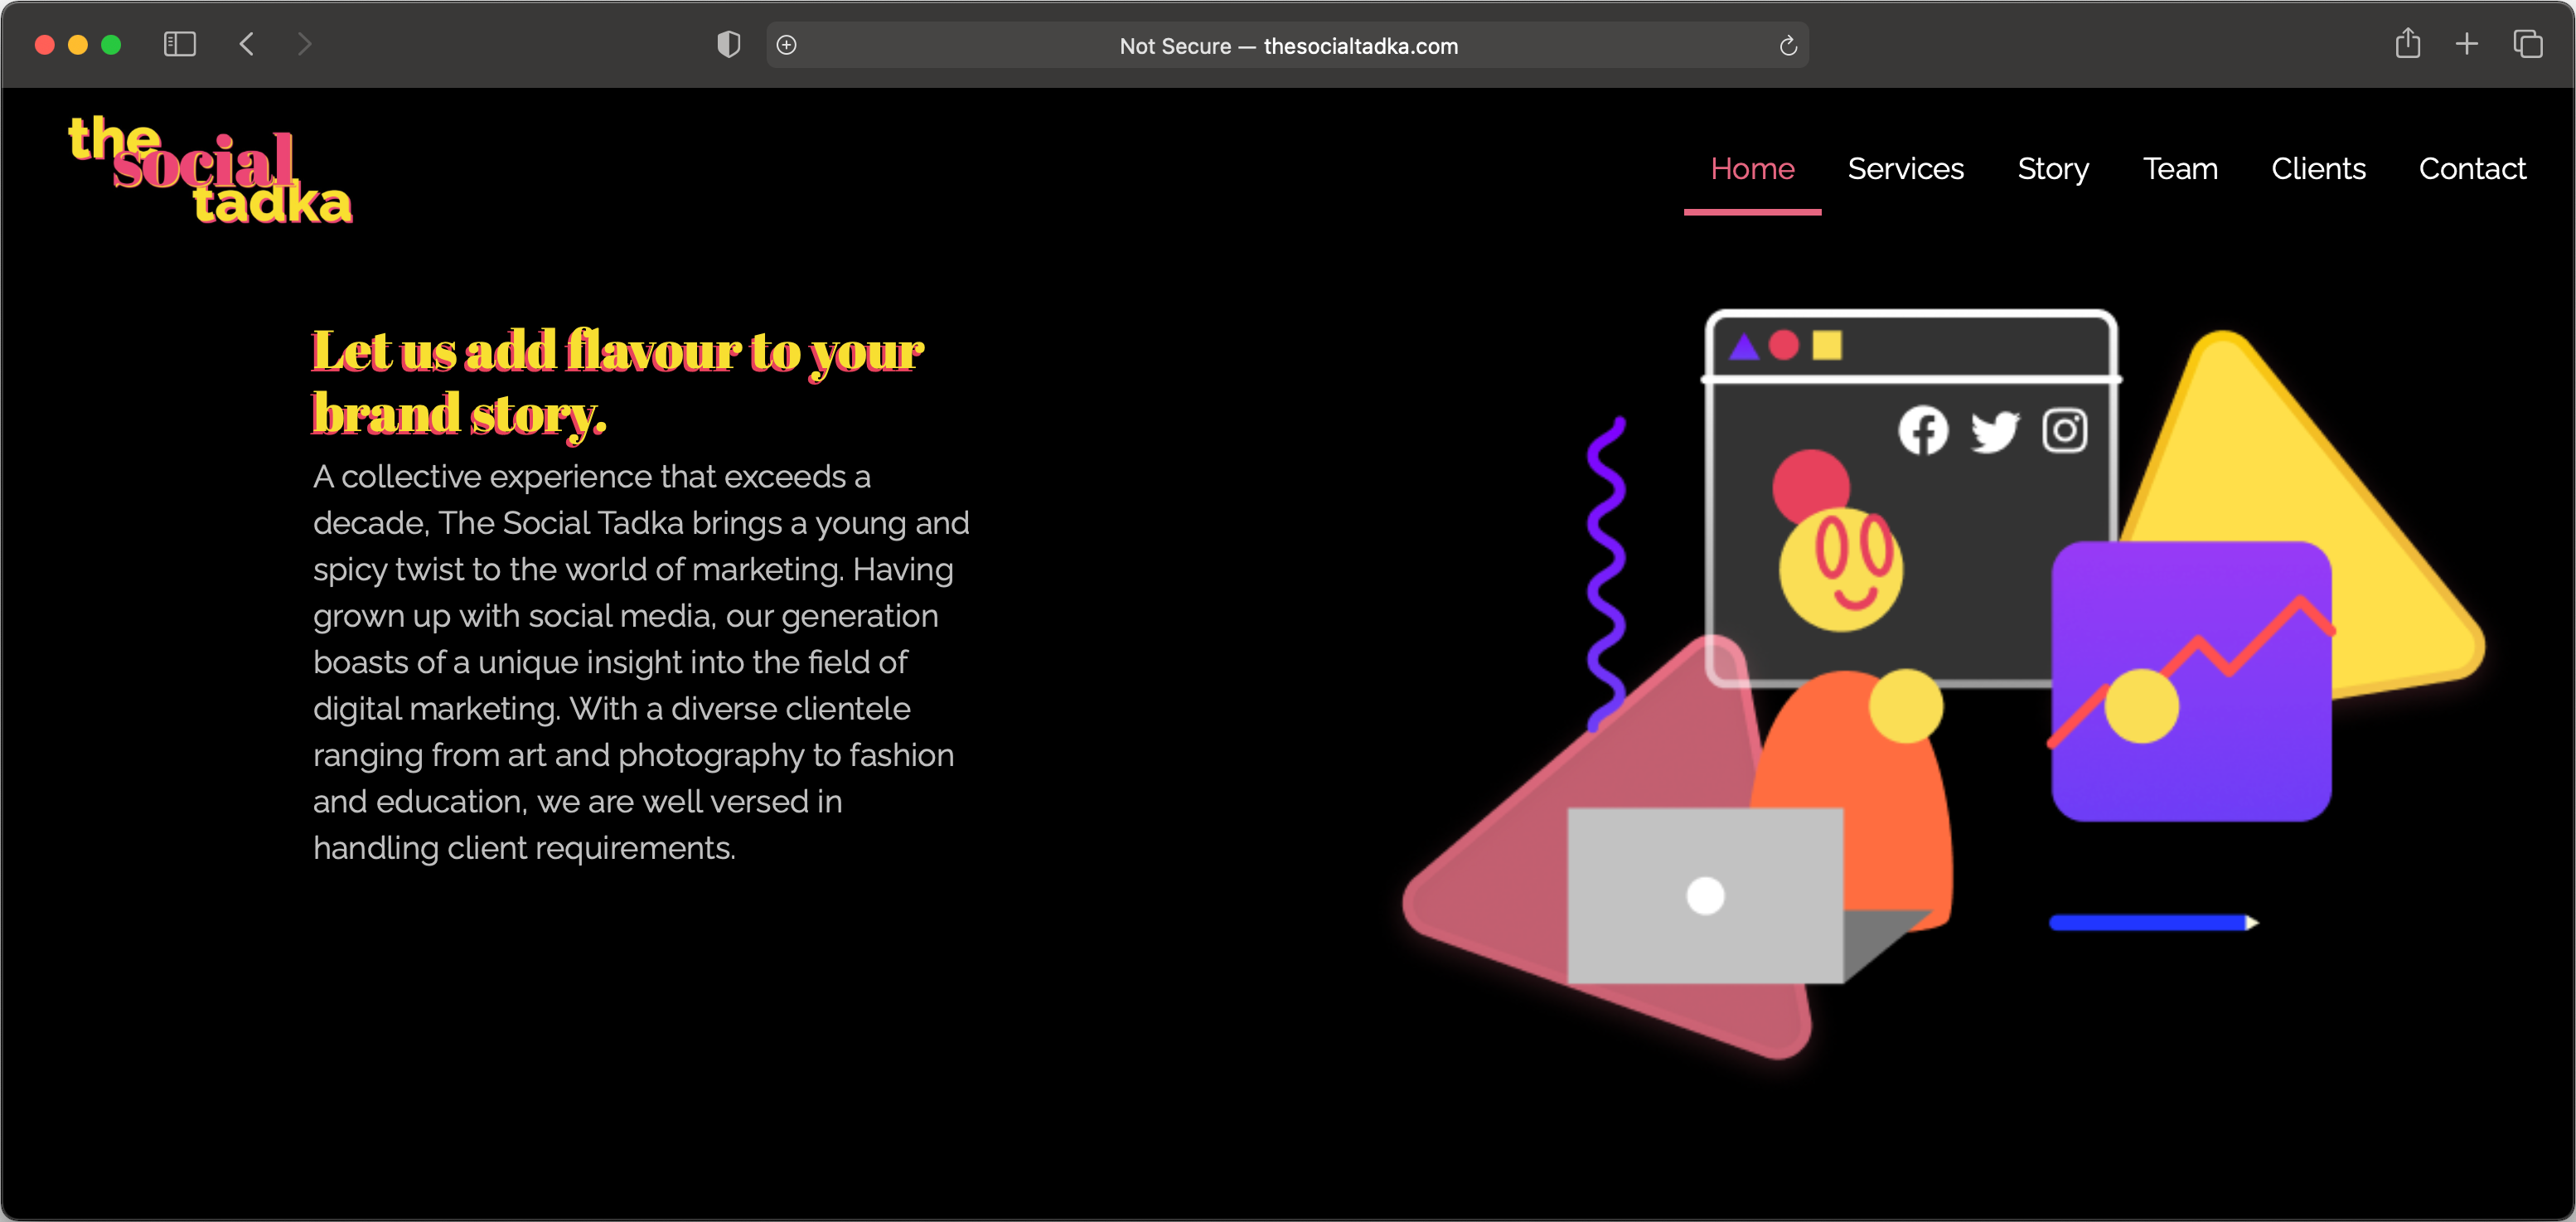 Not Secure — thesocialtadka.com
the
social
tadka
Home Services Story Team Clients Contact
Let us add flavour to your
brand story.
A collective experience that exceeds a
decade, The Social Tadka brings a young and
spicy twist to the world of marketing. Having
grown up with social media, our generation
boasts of a unique insight into the field of
digital marketing. With a diverse clientele
ranging from art and photography to fashion
and education, we are well versed in
handling client requirements.